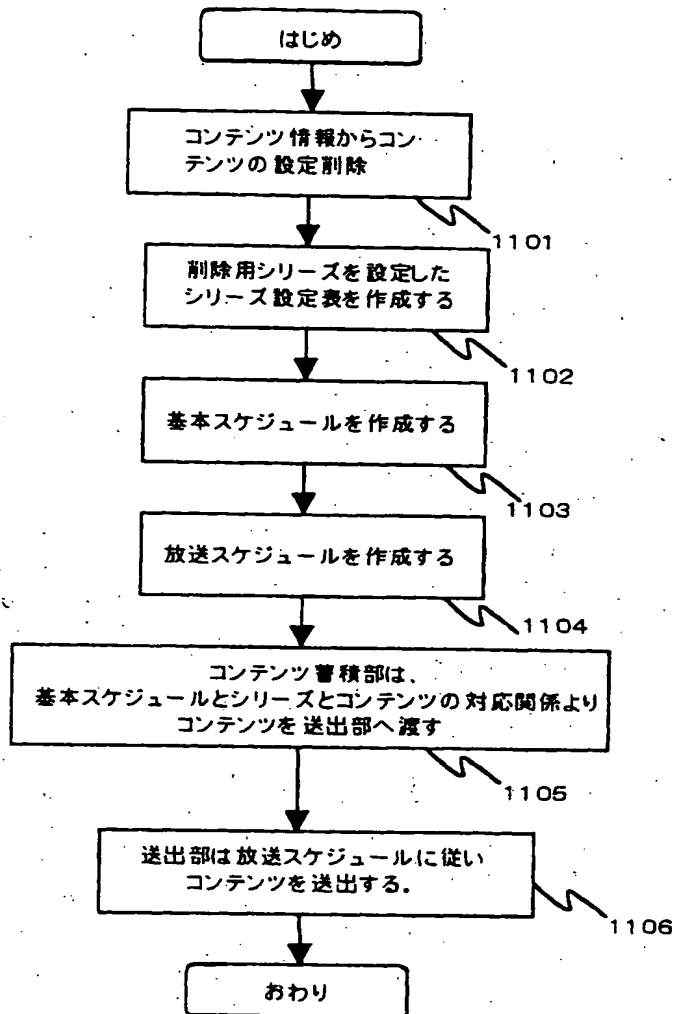 はじめ
コンテンツ情報からコン
テンツの設定削除
1101
削除用シリーズを設定した
シリーズ設定表を作成する
1102
基本スケジュールを作成する
1103
放送スケジュールを作成する
1104
コンテンツ蓄積部は、
基本スケジュールとシリーズとコンテンツの対応関係より
コンテンツを送出部へ渡す
1105
送出部は放送スケジュールに従い
コンテンツを送出する。
1106
おわり